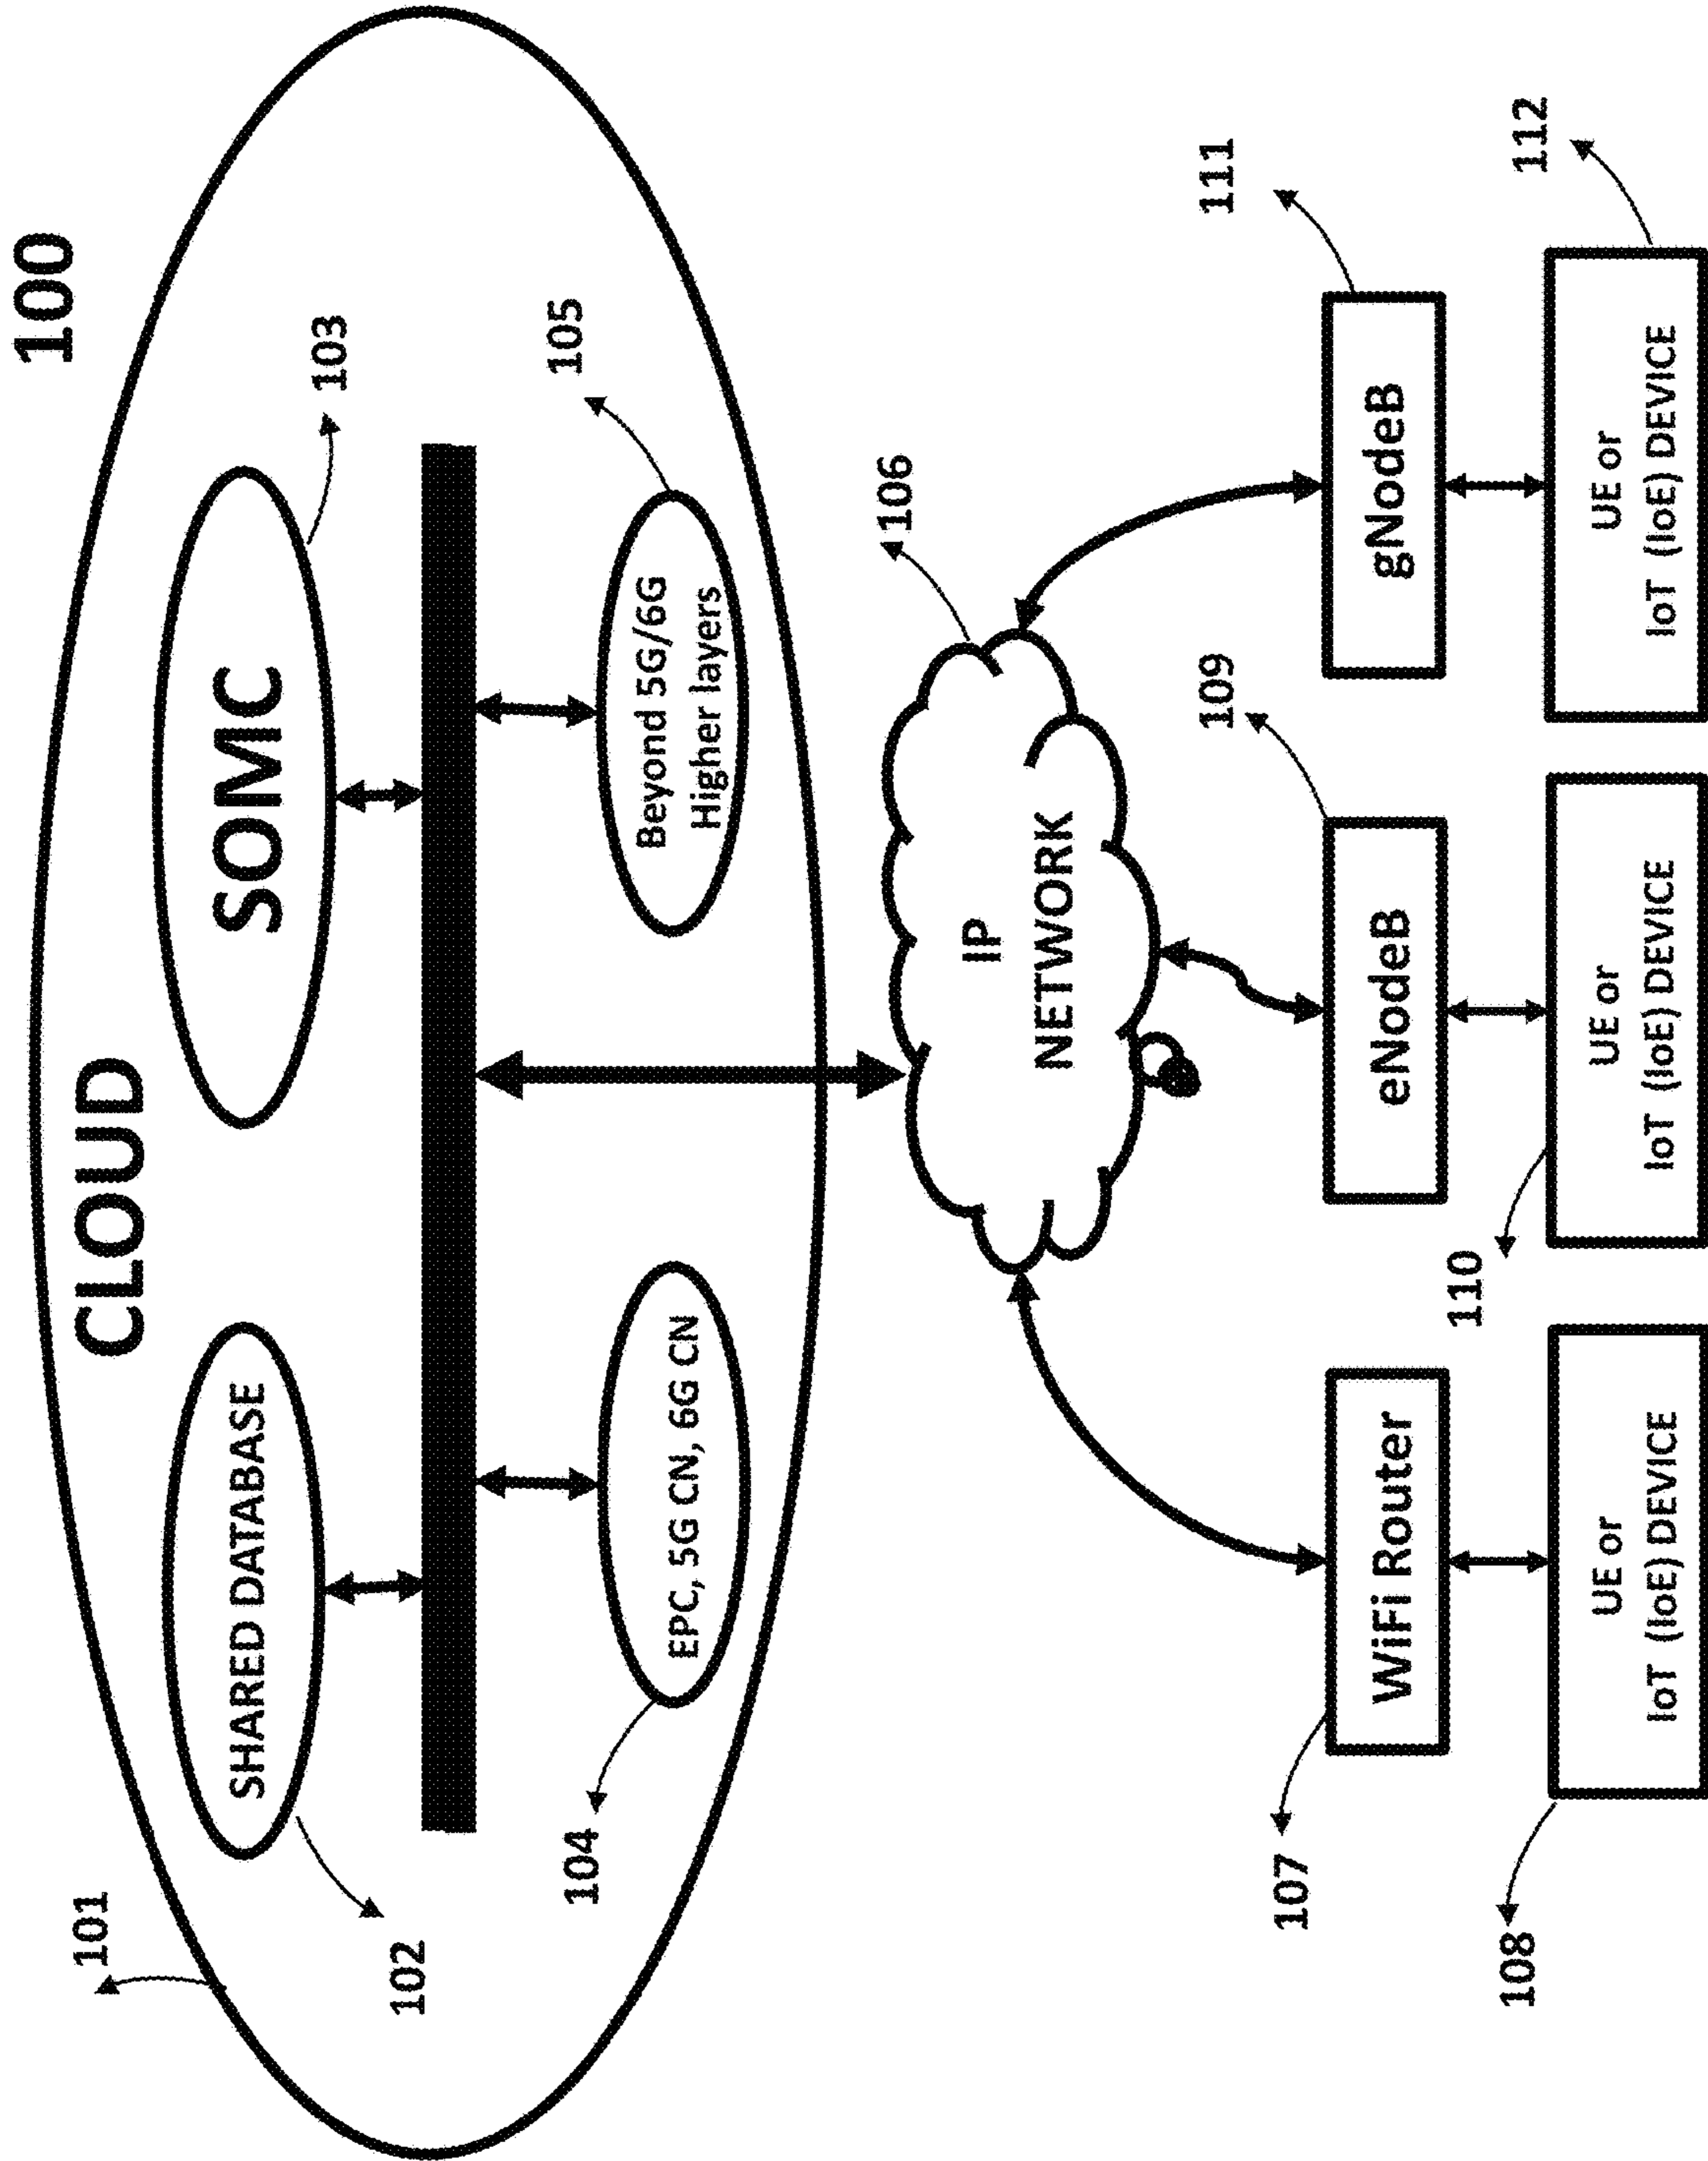 100
CLOUD
101
SHARED DATABASE
SOMC
103
102
104
EPC, 5G CN, 6G CN
Beyond 5G/6G
Higher layers
105
106
IP
NETWORK
107
WiFi Router
109
eNodeB
111
gNodeB
108
UE or
IoT (IoE) DEVICE
110
UE or
IoT (IoE) DEVICE
112
UE or
IoT (IoE) DEVICE